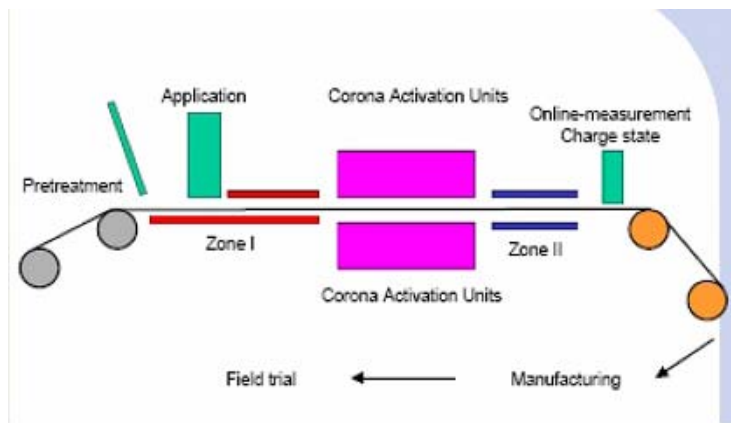 Application
Corona Activation Units
Online-measurement
Charge state
Pretreatment
Zone I
Zone II
Corona Activation Units
Field trial
Manufacturing